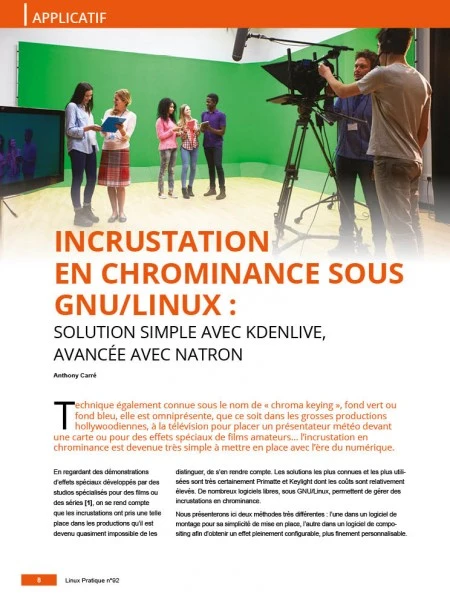 APPLICATIF
INCRUSTATION
EN CHROMINANCE SOUS
GNU/LINUX :
SOLUTION SIMPLE AVEC KDENLIVE,
AVANCÉE AVEC NATRON
Anthony Carré
Technique également connue sous le nom de « chroma keying », fond vert ou
fond bleu, elle est omniprésente, que ce soit dans les grosses productions
hollywoodiennes, à la télévision pour placer un présentateur météo devant
une carte ou pour des effets spéciaux de films amateurs... l'incrustation en
chrominance est devenue très simple à mettre en place avec l'ère du numérique.
En regardant des démonstrations
d'effets spéciaux développés par des
studios spécialisés pour des films ou
des séries [1], on se rend compte
que les incrustations ont pris une telle
place dans les productions qu'il est
devenu quasiment impossible de les
distinguer, de s'en rendre compte. Les solutions les plus connues et les plus utili-
sées sont très certainement Primatte et Keylight dont les coûts sont relativement
élevés. De nombreux logiciels libres, sous GNU/Linux, permettent de gérer des
incrustations en chrominance.
Nous présenterons ici deux méthodes très différentes : l'une dans un logiciel de
montage pour sa simplicité de mise en place, l'autre dans un logiciel de compo-
siting afin d'obtenir un effet pleinement configurable, plus finement personnalisable.
8
Linux Pratique n°92